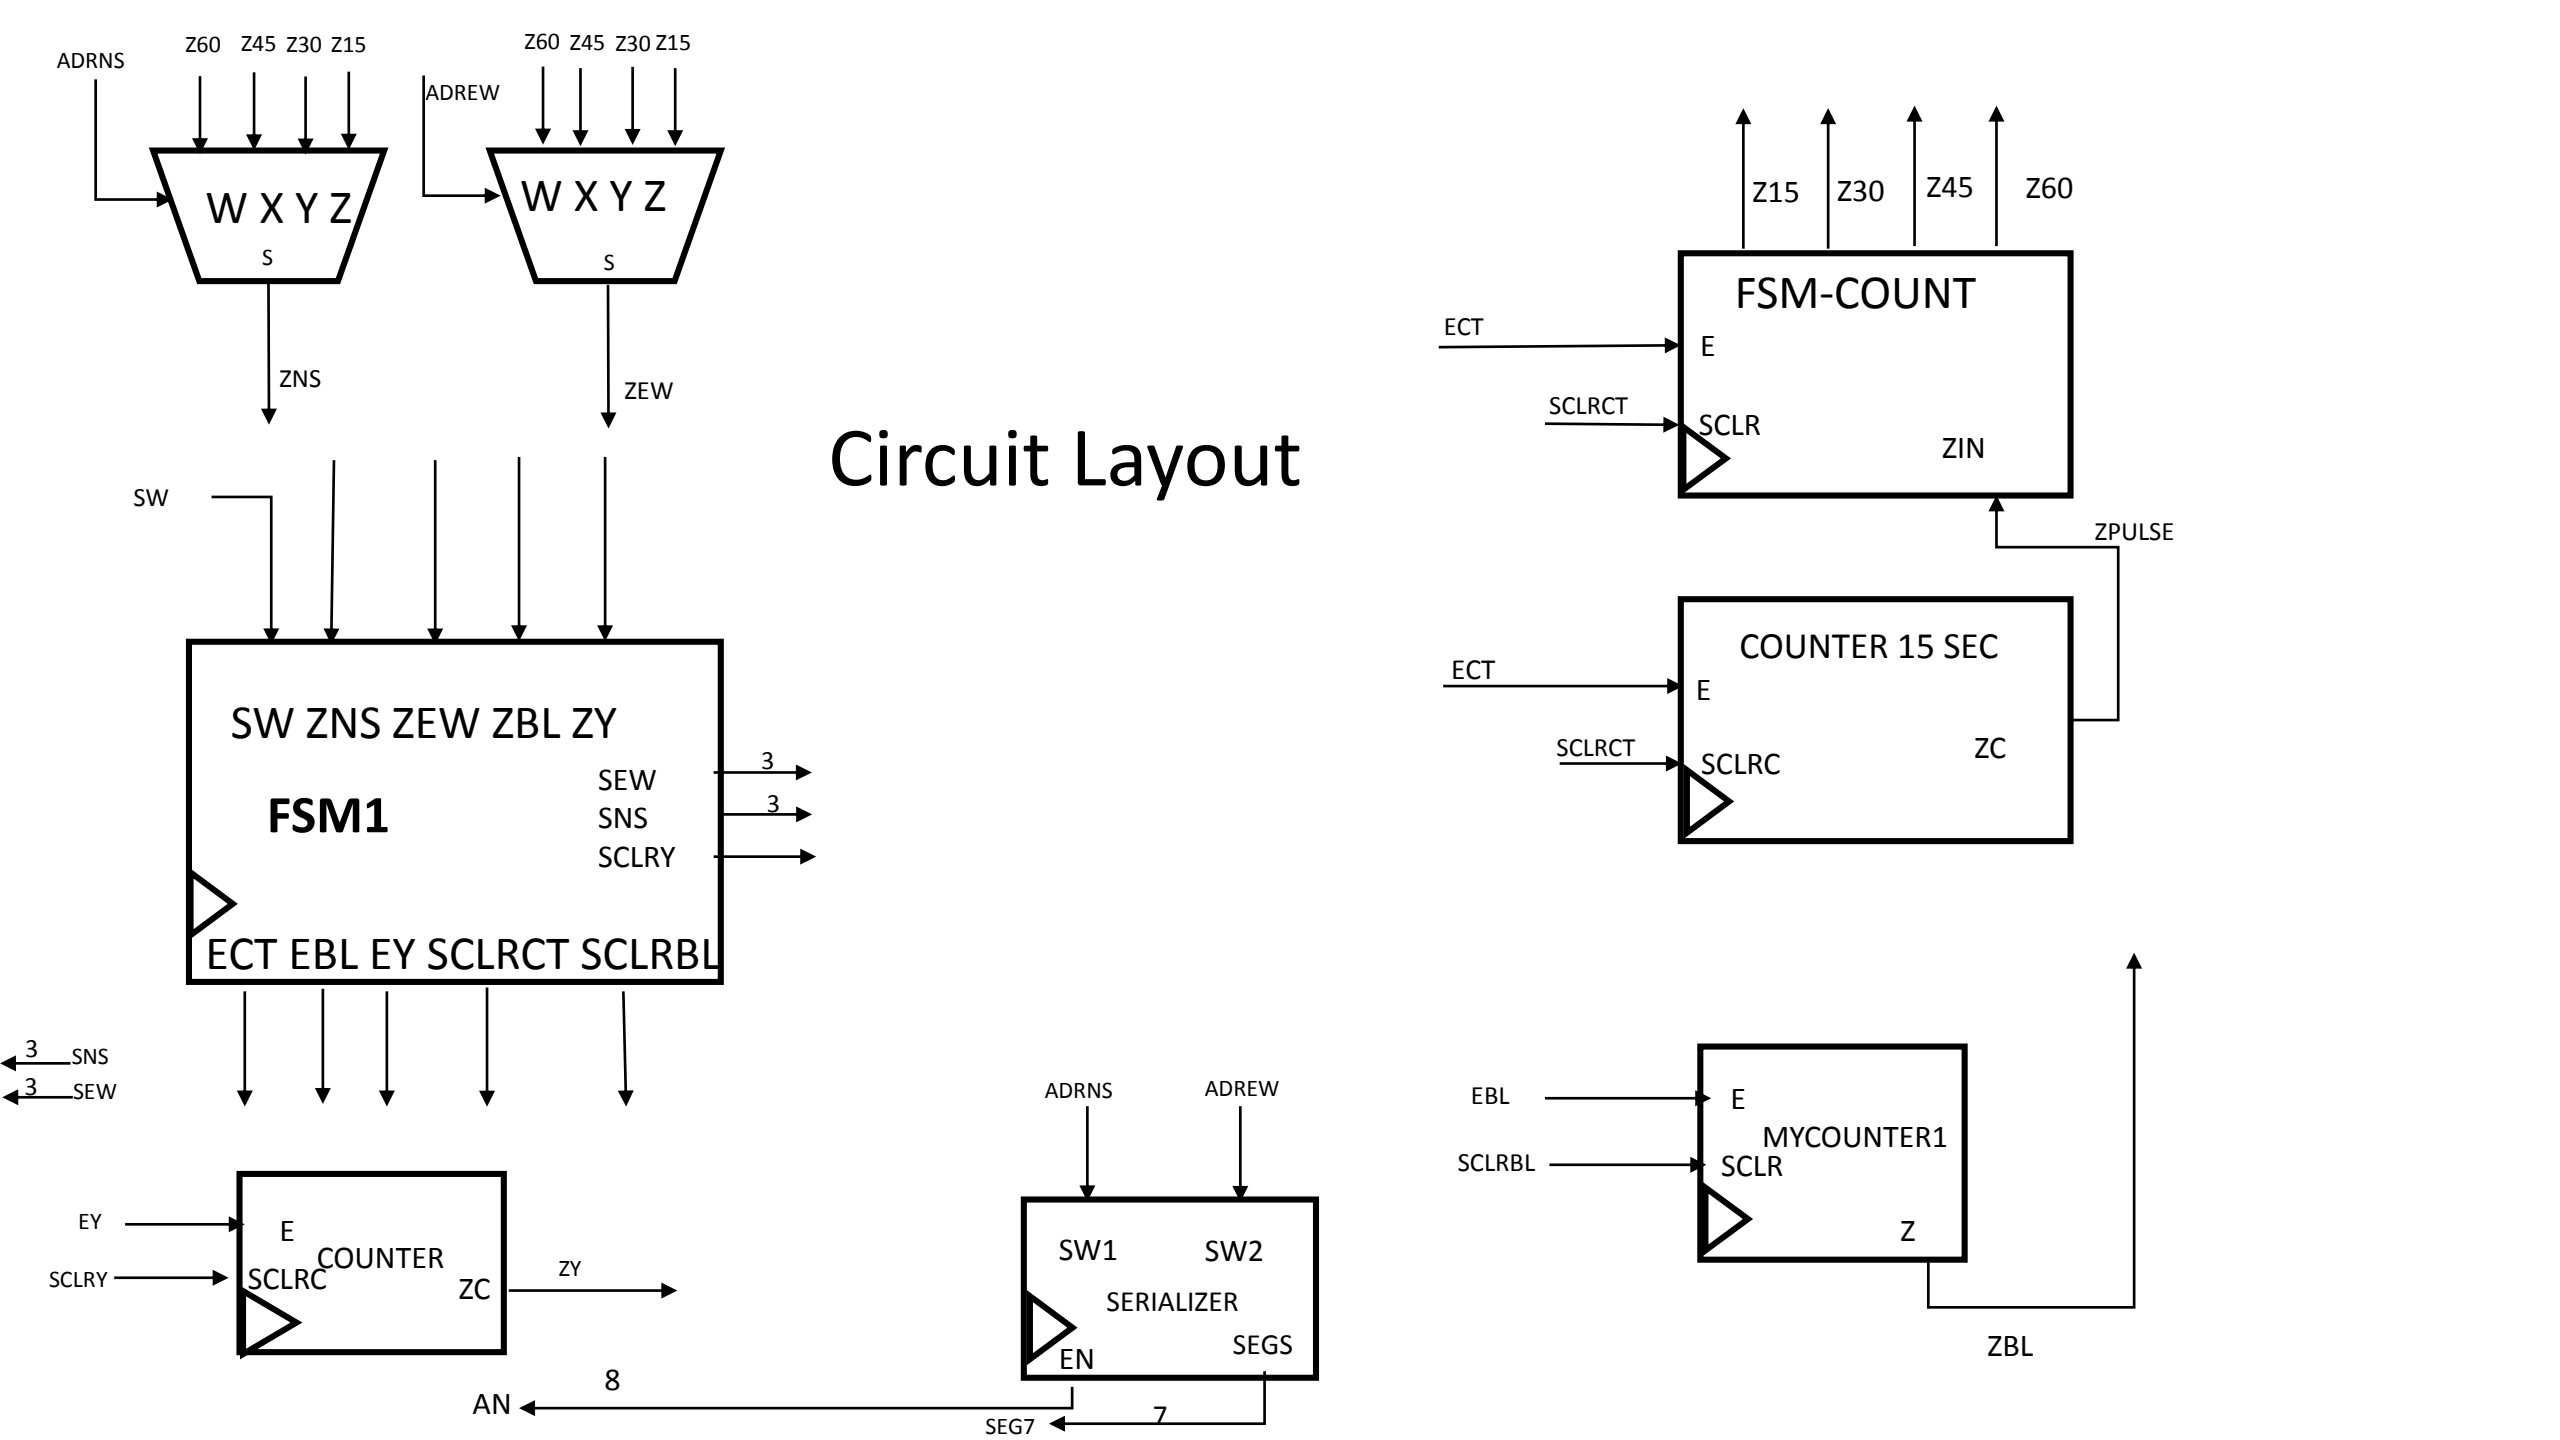 ADRNS
Z60 Z45 Z30 Z15
W X Y Z
S
ZNS
ADREW
Z60 Z45 Z30 Z15
W X Y Z
S
ZEW
Circuit Layout
Z15 Z30 Z45 Z60
FSM-COUNT
ECT
E
SCLRCT
SCLR
ZIN
ZPULSE
COUNTER 15 SEC
ECT
E
SCLRCT
SCLRC
ZC
SW
SW ZNS ZEW ZBL ZY
FSM1
SEW
3
SNS
3
SCLRY
ECT EBL EY SCLRCT SCLRBL
3 SNS
3 SEW
EY
E
COUNTER
SCLRY
SCLRC
ZC
ZY
ADRNS
ADREW
SW1
SW2
SERIALIZER
SEGS
EN
8
AN
7
SEG7
EBL
E
MYCOUNTER1
SCLRBL
SCLR
Z
ZBL